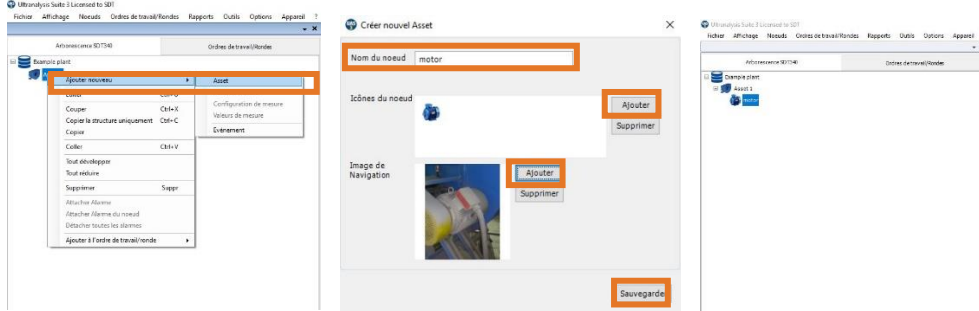 Ultranalysis Suite 3 Licensed to SDT
Fichier Affichage Noeuds Ordres de travail/Rondes Rapports Outils Options Appareil ?
Arborescence SDT340 Ordres de travail/Rondes
Example plant
Ajouter nouveau
Asset
Configuration de mesure
Valeurs de mesure
Evénement
Couper Ctrl+X
Copier la structure uniquement Ctrl+C
Copier
Coller Ctrl+V
Tout développer
Tout réduire
Supprimer Suppr
Attacher Alarme
Attacher Alarme du noeud
Détacher toutes les alarmes
Ajouter à l'ordre de travail/ronde
Créer nouvel Asset
Nom du noeud motor
Icônes du noeud
Ajouter
Supprimer
Image de
Navigation
Ajouter
Supprimer
Sauvegarde
Ultranalysis Suite 3 Licensed to SDT
Fichier Affichage Noeuds Ordres de travail/Rondes Rapports Outils Options Appareil
Arborescence SDT340 Ordres de travail/Rondes
Example plant
Asset 1
motor